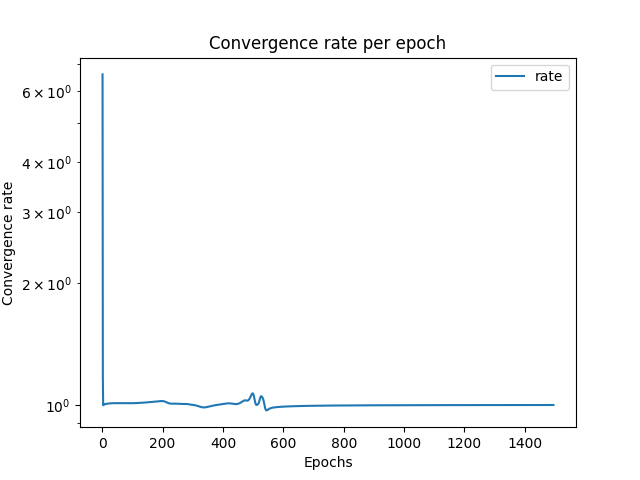 Convergence rate per epoch
rate
6 × 10⁰
4 × 10⁰
3 × 10⁰
2 × 10⁰
10⁰
Convergence rate
0 200 400 600 800 1000 1200 1400
Epochs